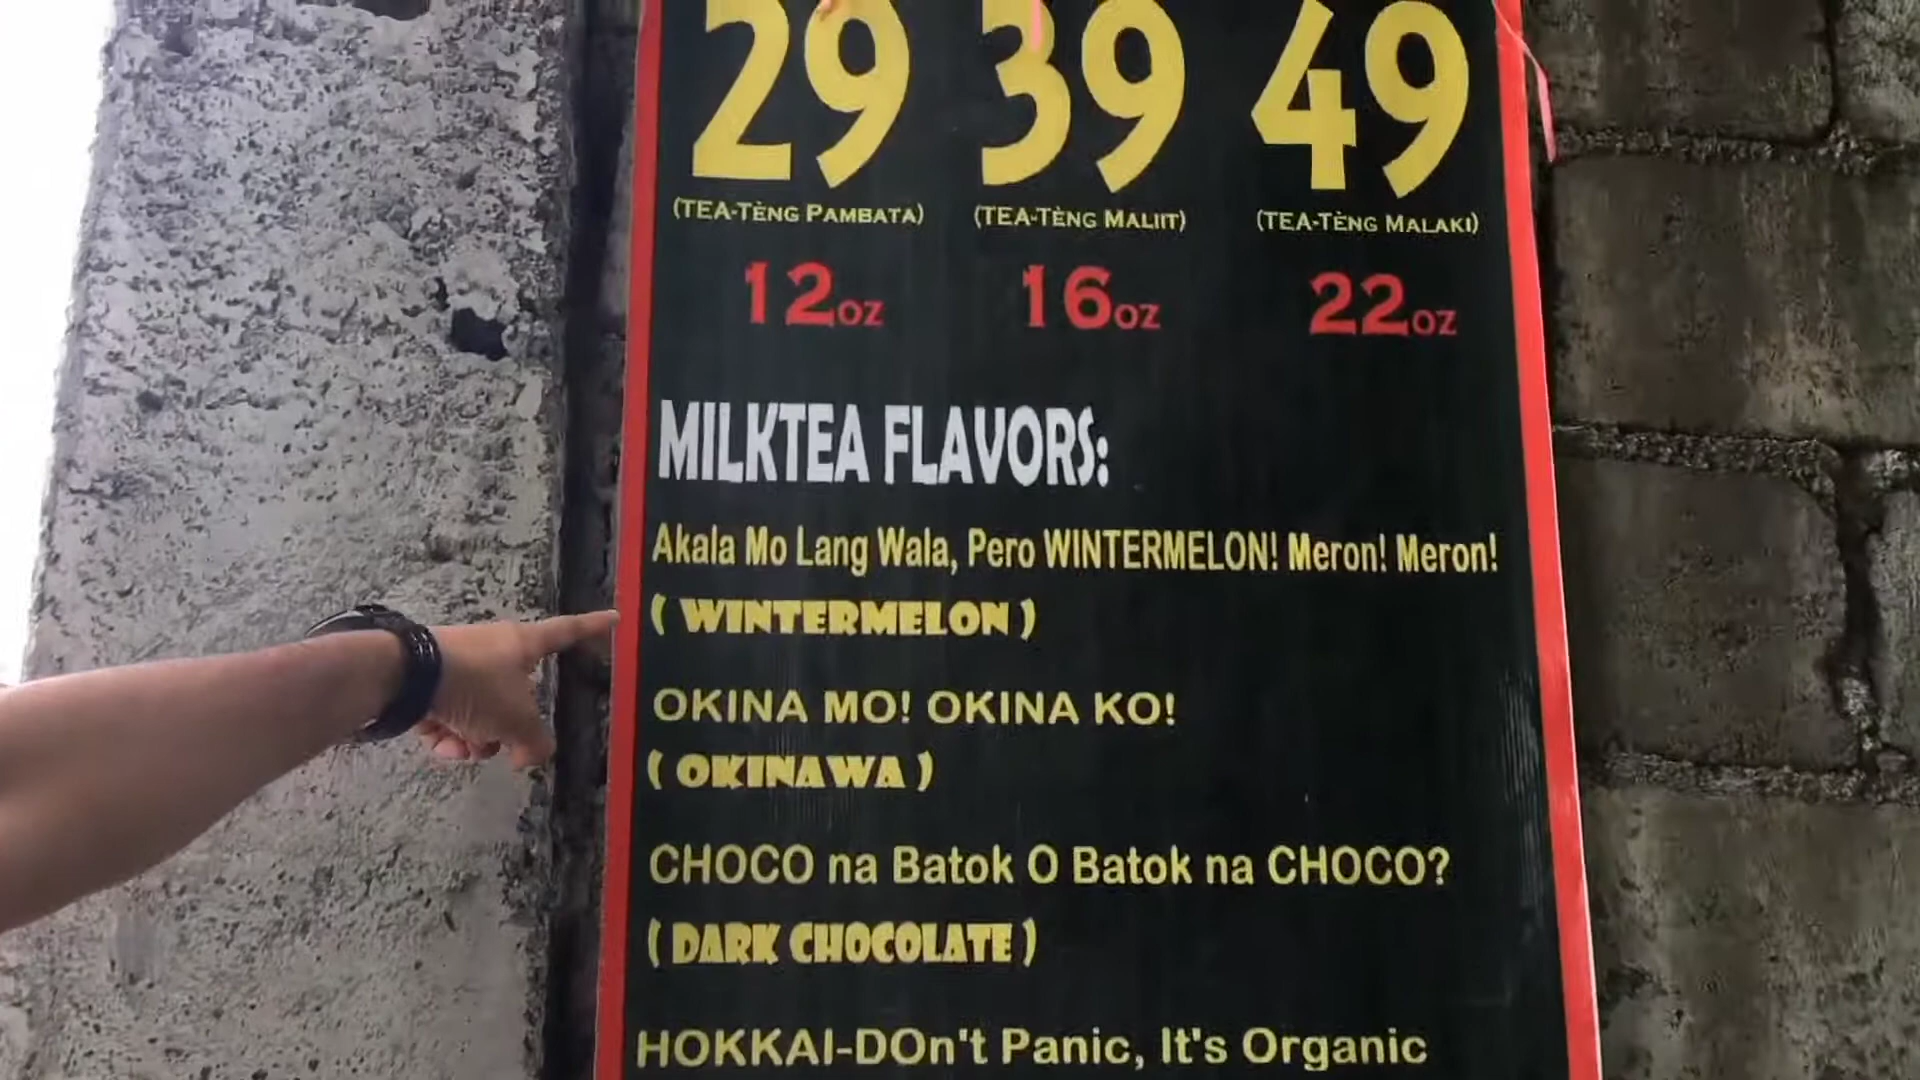 29 39 49
(TEA-TÈNG PAMBATA) (TEA-TÈNG MALIIT) (TEA-TÈNG MALAKI)
12oz 16oz 22oz
MILKTEA FLAVORS:
Akala Mo Lang Wala, Pero WINTERMELON! Meron! Meron!
( WINTERMELON )
OKINA MO! OKINA KO!
( OKINAWA )
CHOCO na Batok O Batok na CHOCO?
( DARK CHOCOLATE )
HOKKAI-DOn't Panic, It's Organic